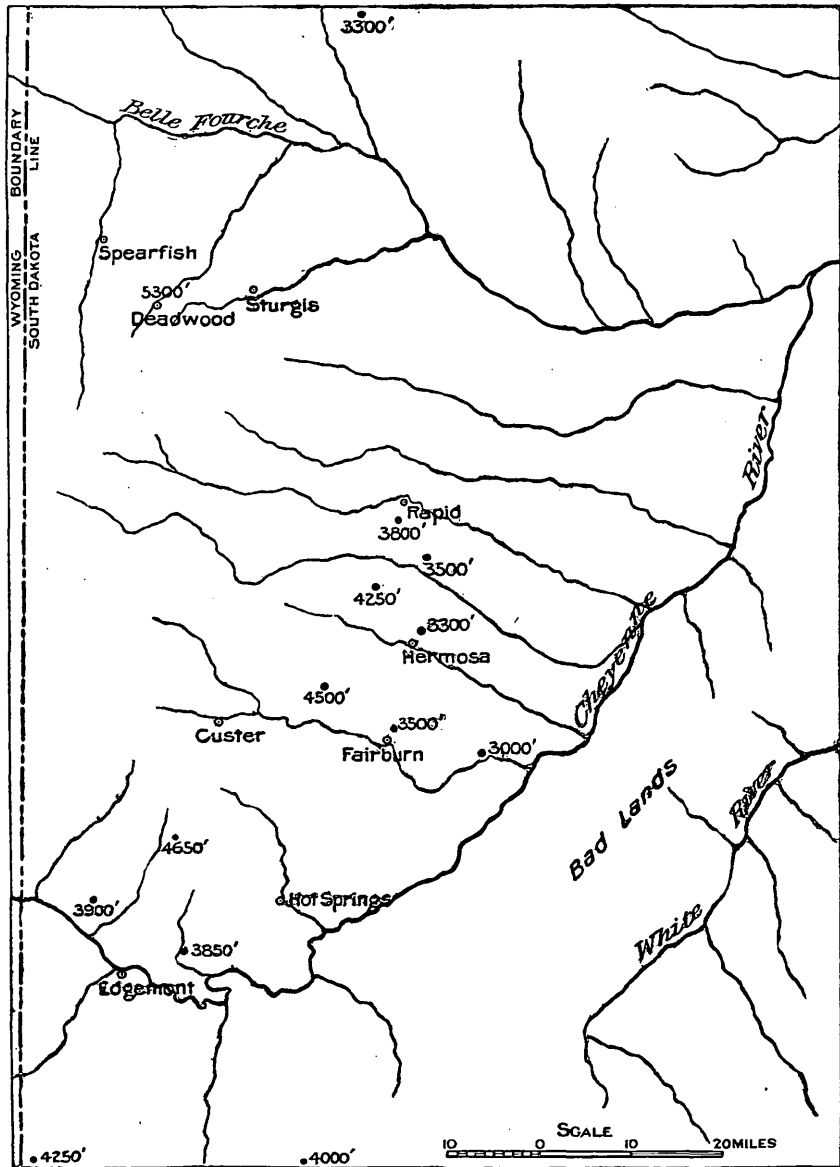 3300'
Belle Fourche
WYOMING BOUNDARY
SOUTH DAKOTA LINE
Spearfish
5300'
Deadwood
Sturgis
River
Rapid
3800'
3500'
4250'
8300'
Hermosa
Cheyenne
4500'
3500"
Custer
Fairburn
3000'
River
Bad Lands
4650'
Hot Springs
3900'
White
3850'
Edgemont
SCALE
10 0 10 20 MILES
4250'
4000'